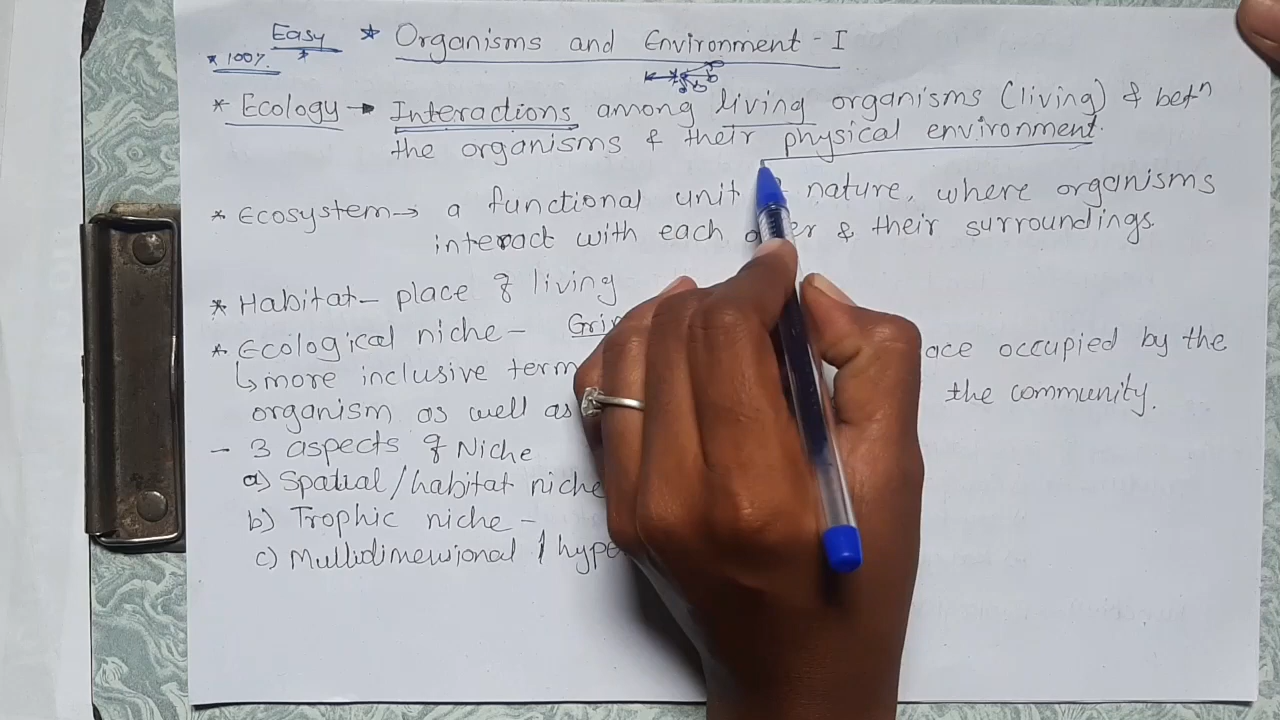 Easy * Organisms and Environment - I
* 100%.
* Ecology → Interactions among living organisms (living) & betⁿ
the organisms & their physical environment.
* Ecosystem → a functional unit nature, where organisms
interact with each & their surroundings.
* Habitat - place of living
* Ecological niche - occupied by the
↳ more inclusive term
organism as well as the community.
- 3 aspects of Niche
a) Spatial / habitat niche
b) Trophic niche -
c) Multidimensional /